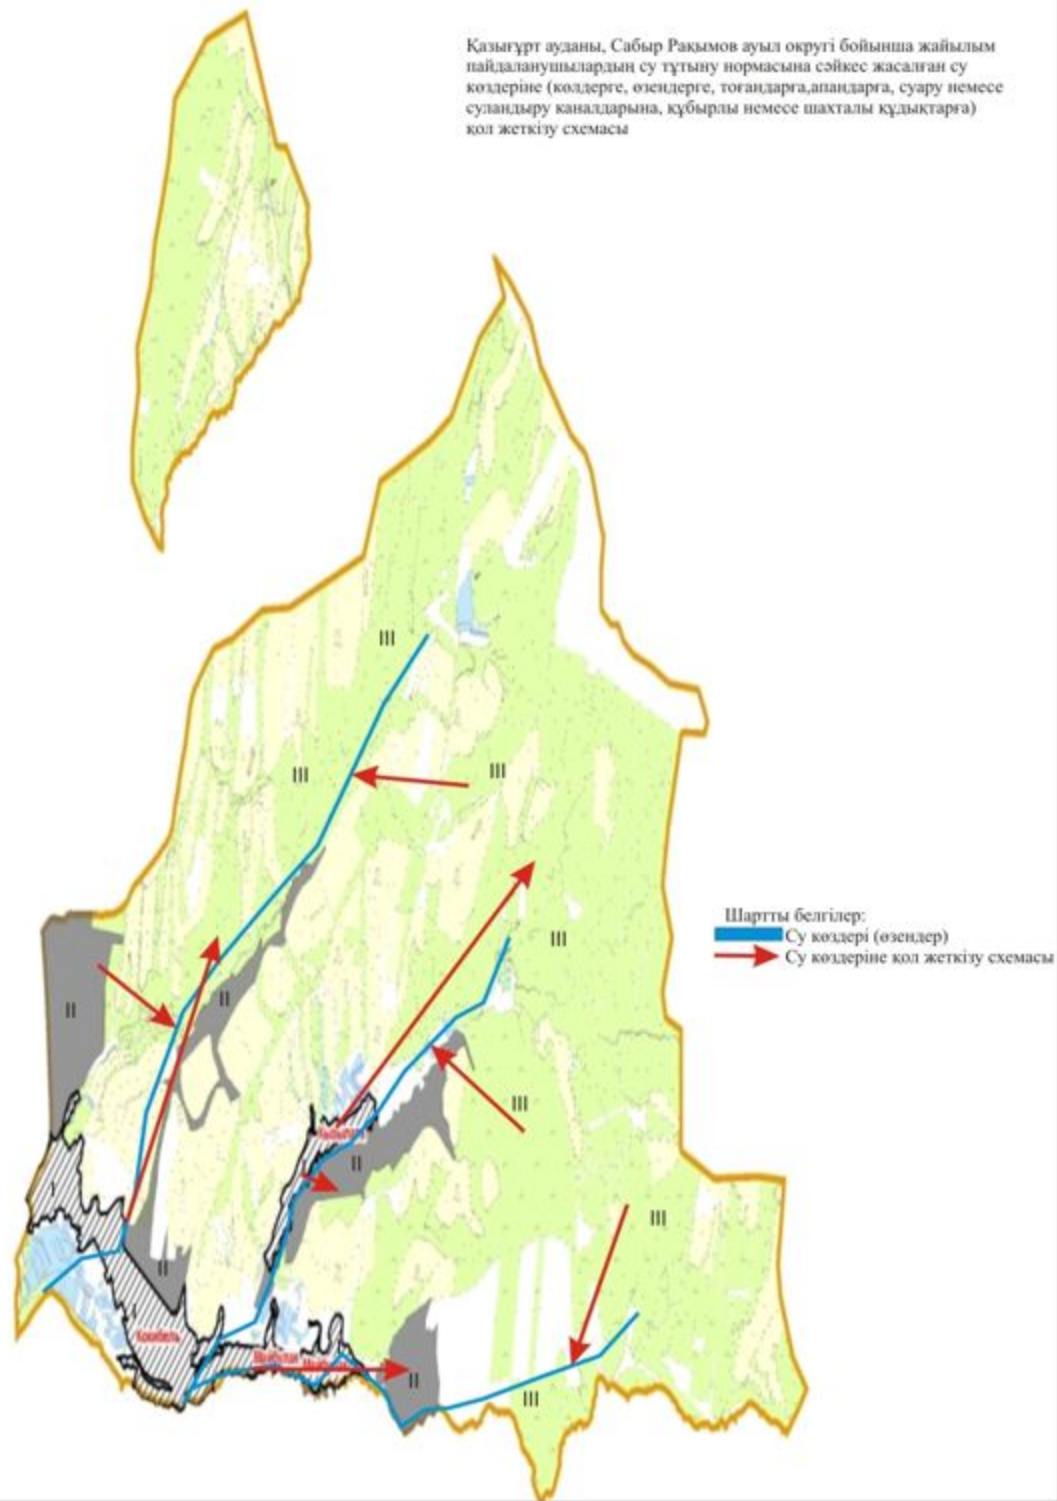 Қазығұрт ауданы, Сабыр Рақымов ауыл округі бойынша жайылым
пайдаланушылардың су тұтыну нормасына сәйкес жасалған су
көздеріне (көлдерге, өзендерге, тоғандарға,апандарға, суару немесе
суландыру каналдарына, құбырлы немесе шахталы құдықтарға)
қол жеткізу схемасы
III
III
III
Шартты белгілер:
Су көздері (өзендер)
Су көздеріне қол жеткізу схемасы
III
II
II
III
II
I
I
III
II
I
Кокибель
II
III